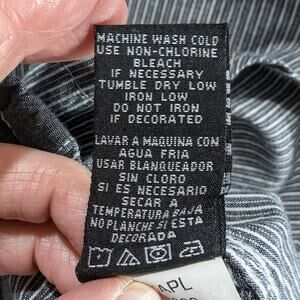 MACHINE WASH COLD
USE NON-CHLORINE
BLEACH
IF NECESSARY
TUMBLE DRY LOW
IRON LOW
DO NOT IRON
IF DECORATED
LAVAR A MAQUINA CON
AGUA FRIA
USAR BLANQUEADOR
SIN CLORO
SI ES NECESARIO
SECAR A
TEMPERATURA BAJA
NO PLANCHE SI ESTA
DECORADA
APL